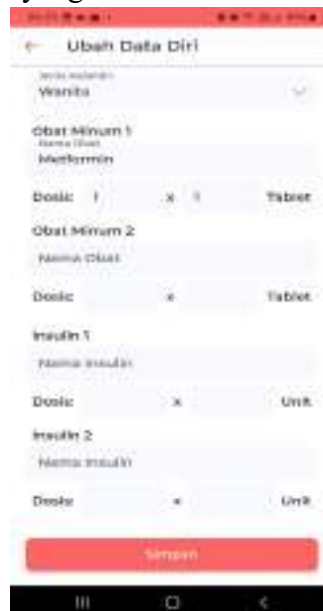 Ubah Data Diri
Jenis Kelamin
Wanita
Obat Minum 1
Nama Obat
Metformin
Dosis: 1 x 1 Tablet
Obat Minum 2
Nama Obat
Dosis: x Tablet
Insulin 1
Nama Insulin
Dosis: x Unit
Insulin 2
Nama Insulin
Dosis: x Unit
Simpan